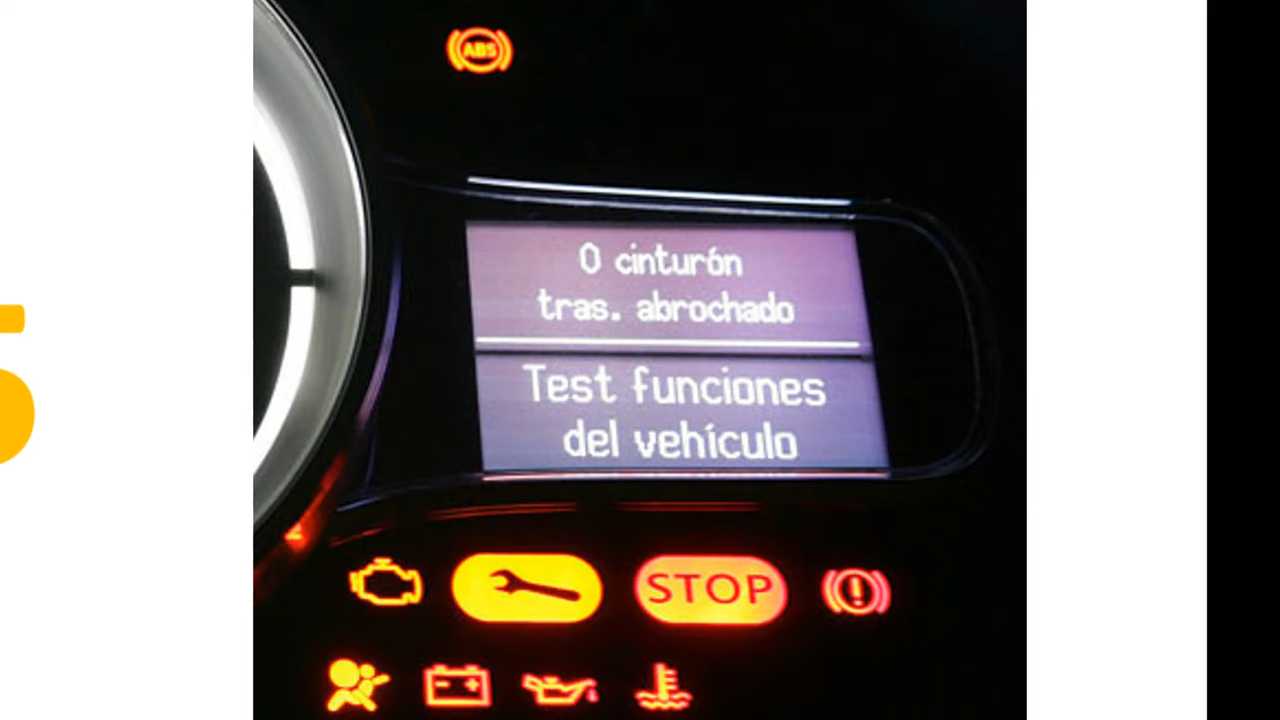 ABS
0 cinturón
tras. abrochado
Test funciones
del vehículo
STOP